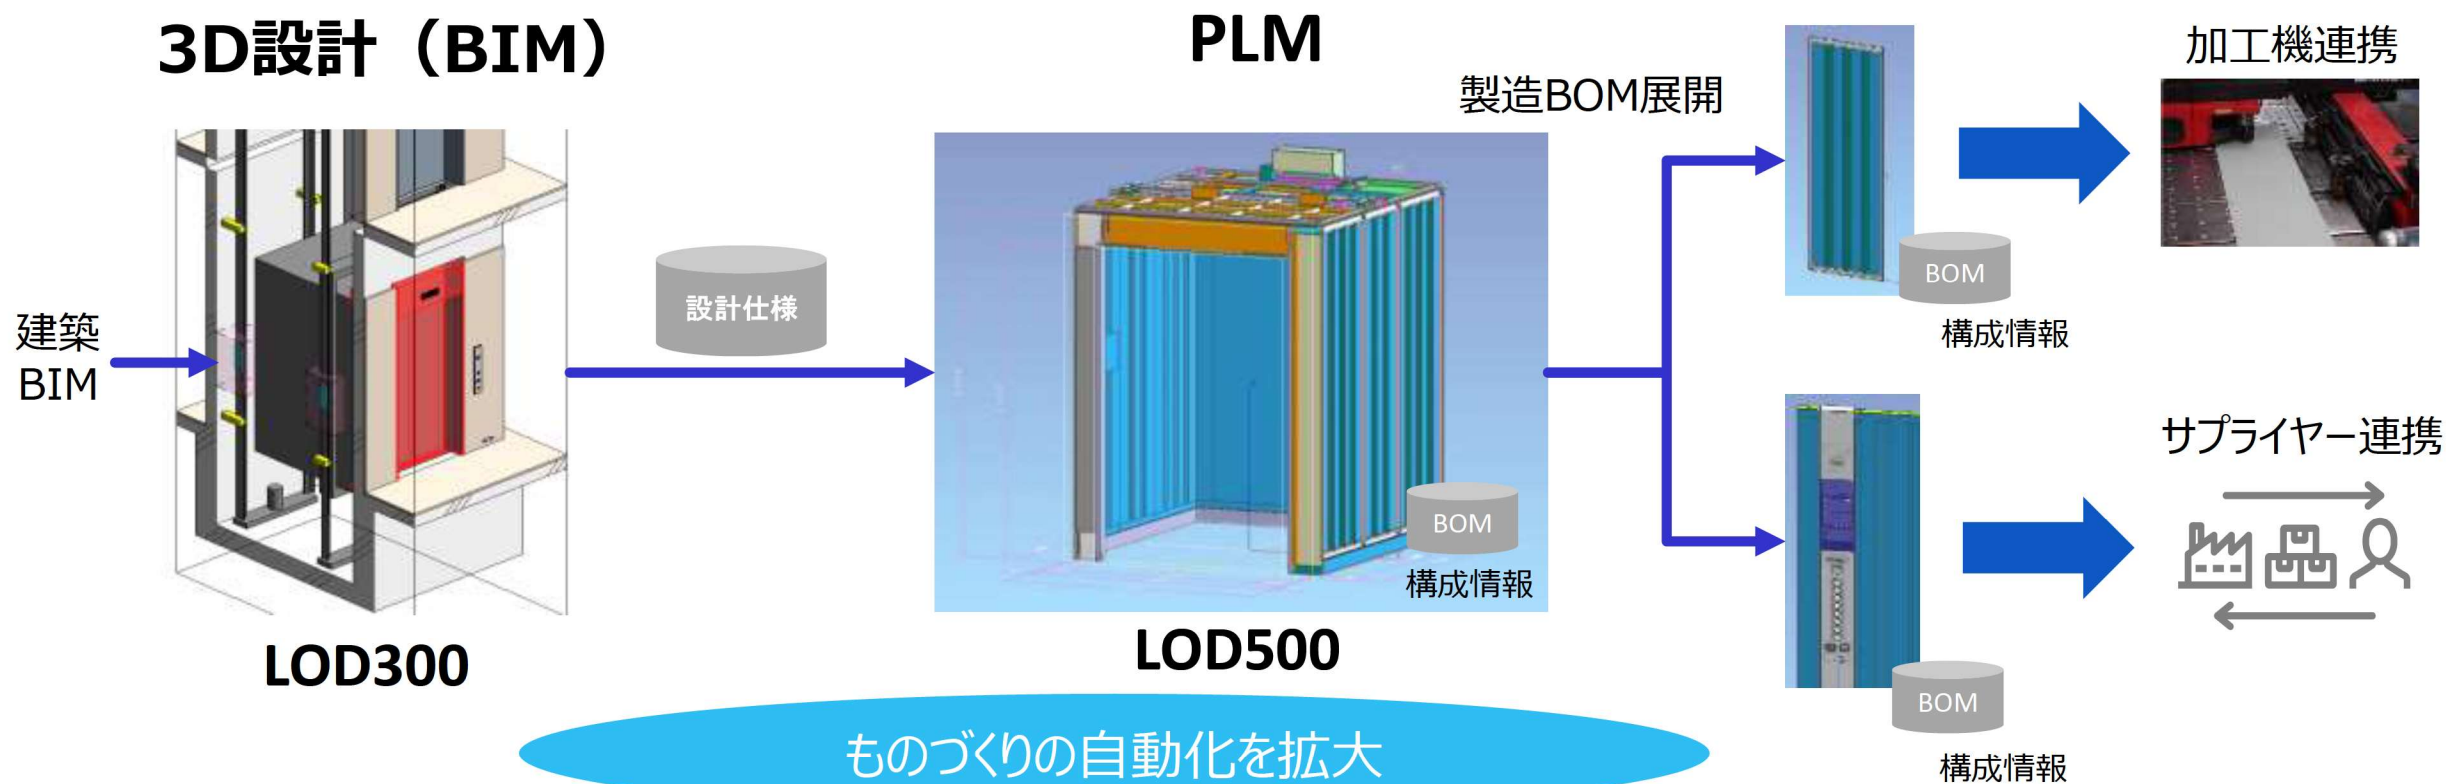 3D設計（BIM）
建築
BIM
LOD300
設計仕様
PLM
BOM
構成情報
LOD500
製造BOM展開
BOM
構成情報
加工機連携
BOM
構成情報
サプライヤー連携
ものづくりの自動化を拡大